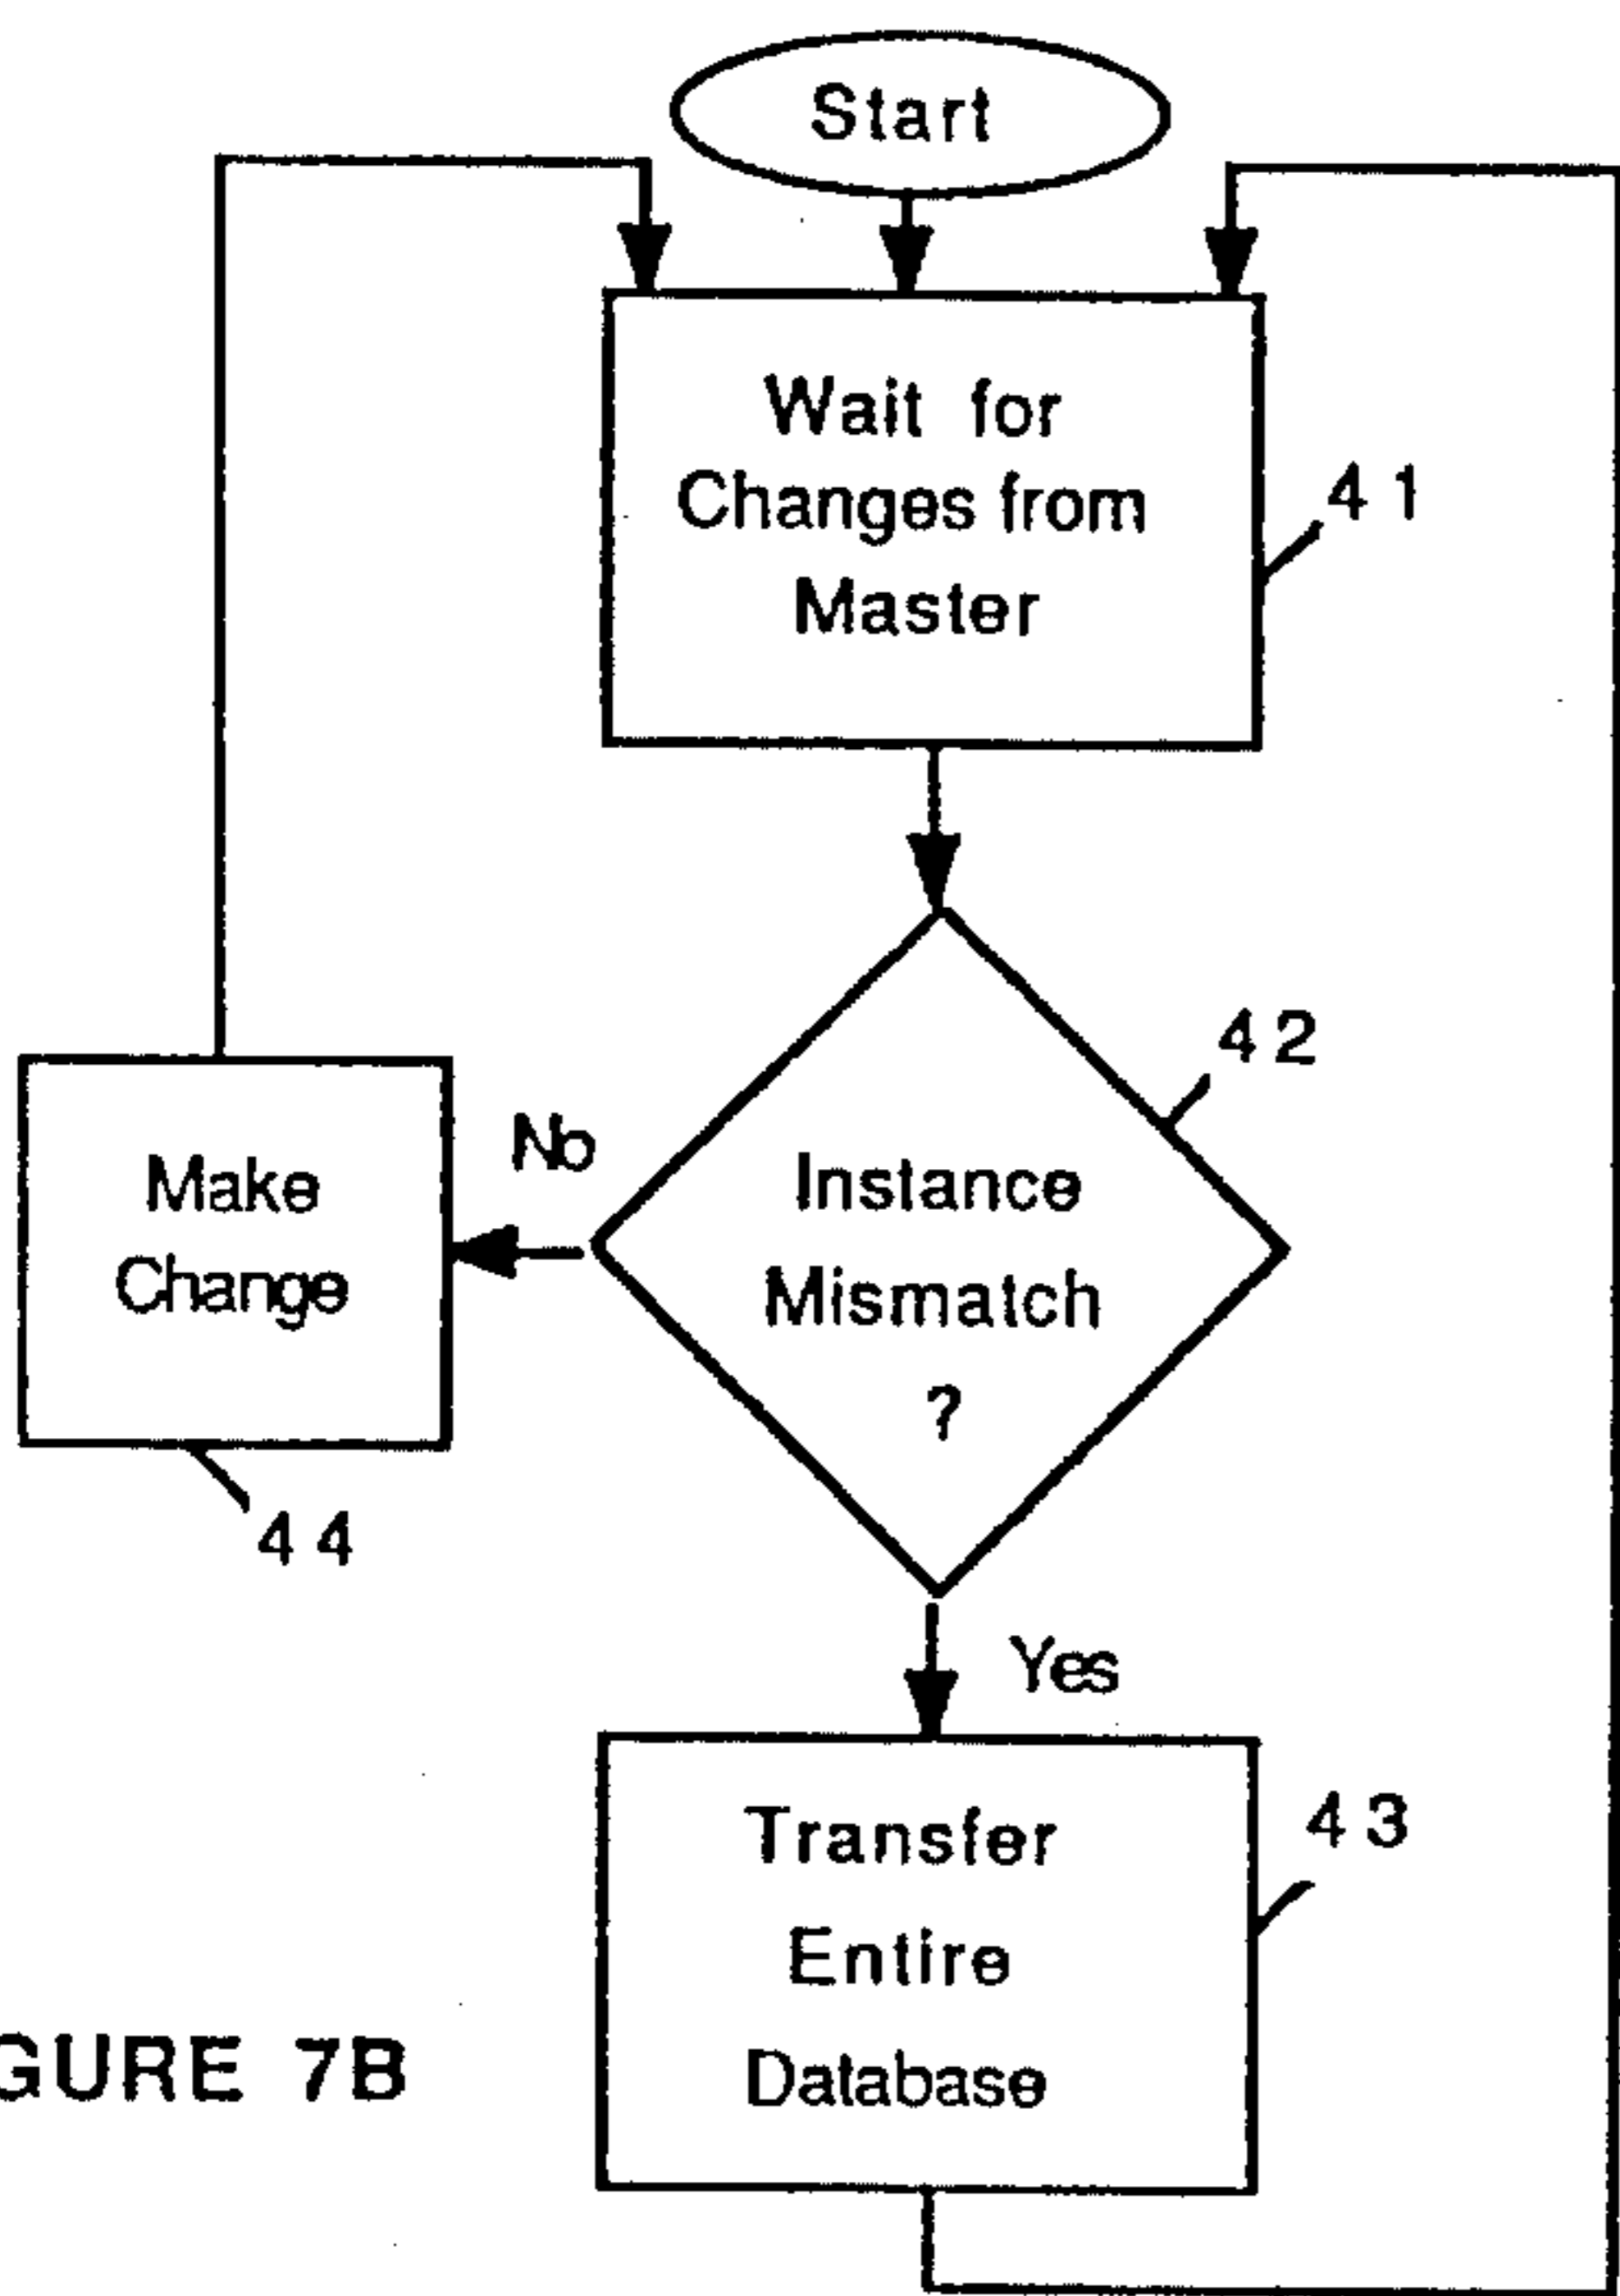 Start
Wait for
Changes from
Master
41
42
No
Instance
Mismatch
?
Make
Change
44
Yes
Transfer
Entire
Database
43
GURE 7B